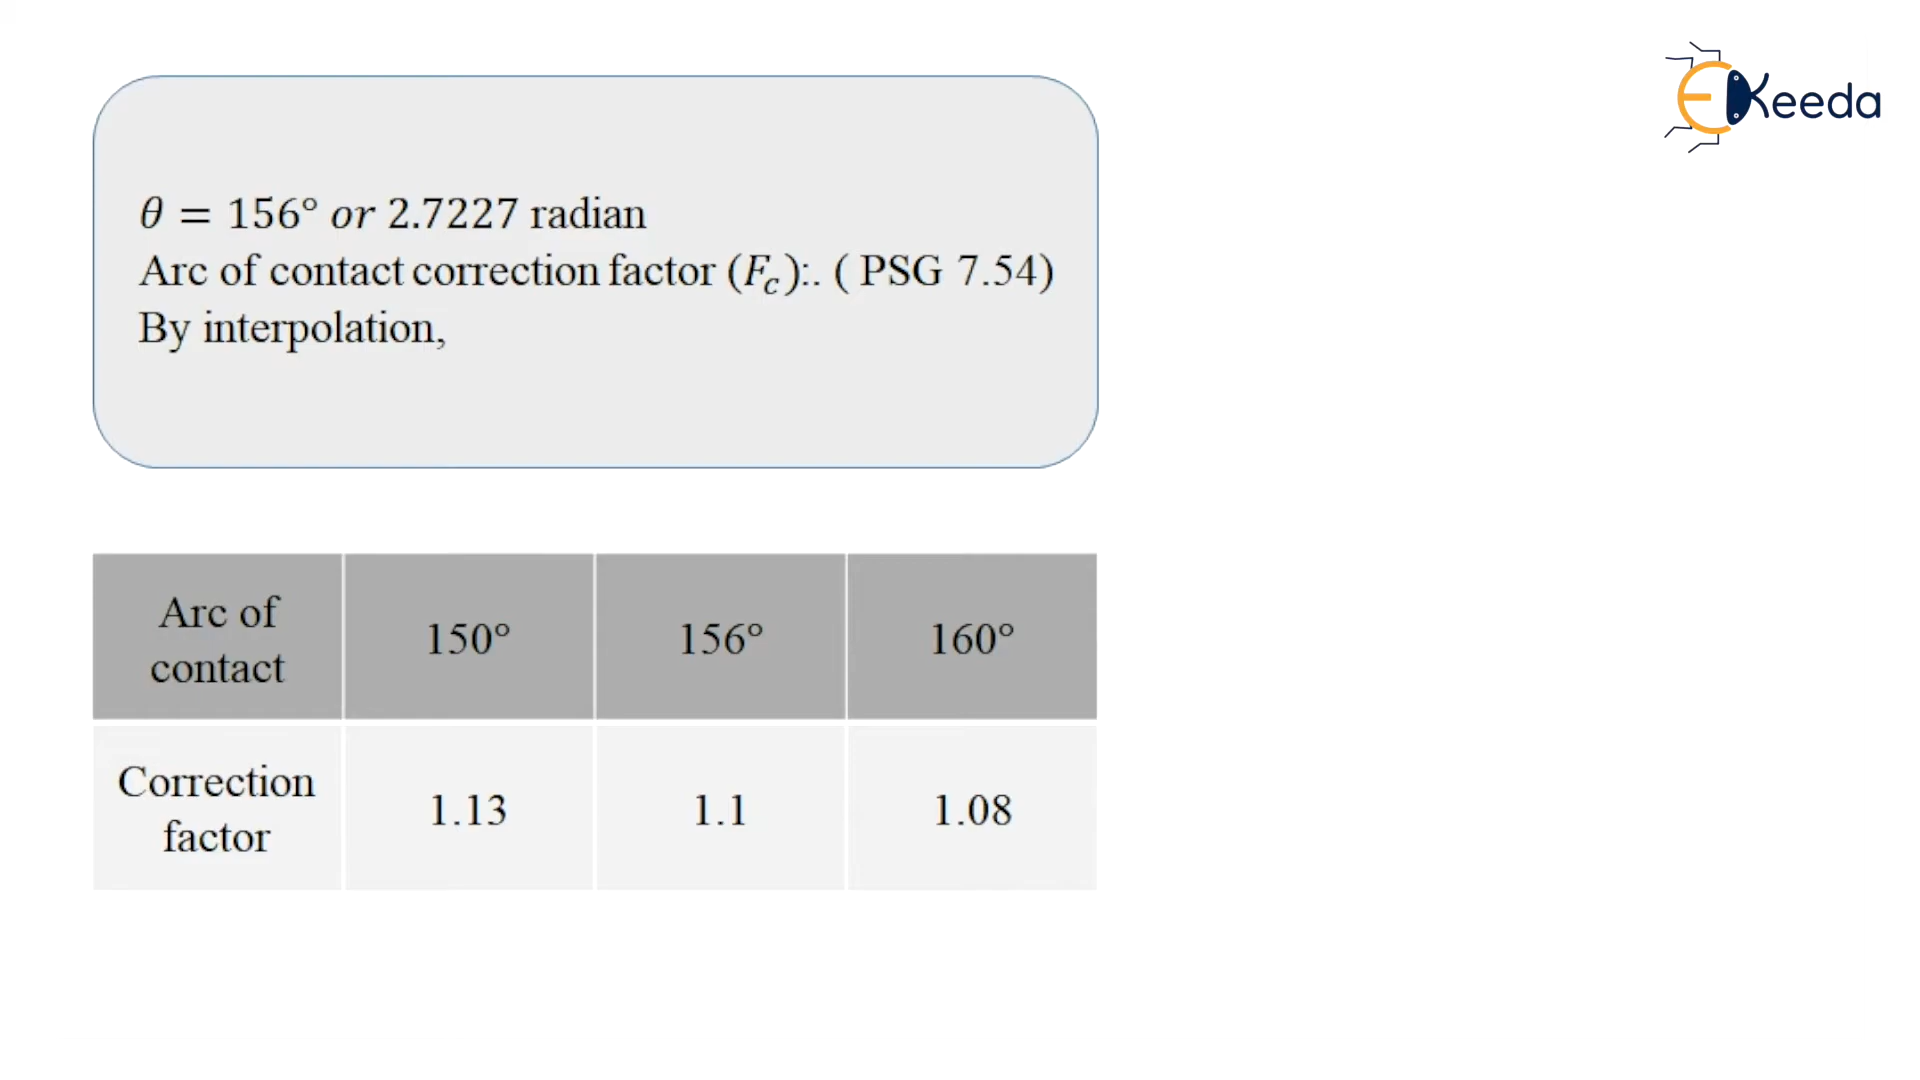 EKeeda
θ = 156° or 2.7227 radian
Arc of contact correction factor (F_c):. ( PSG 7.54)
By interpolation,
Arc of contact 150° 156° 160°
Correction factor 1.13 1.1 1.08